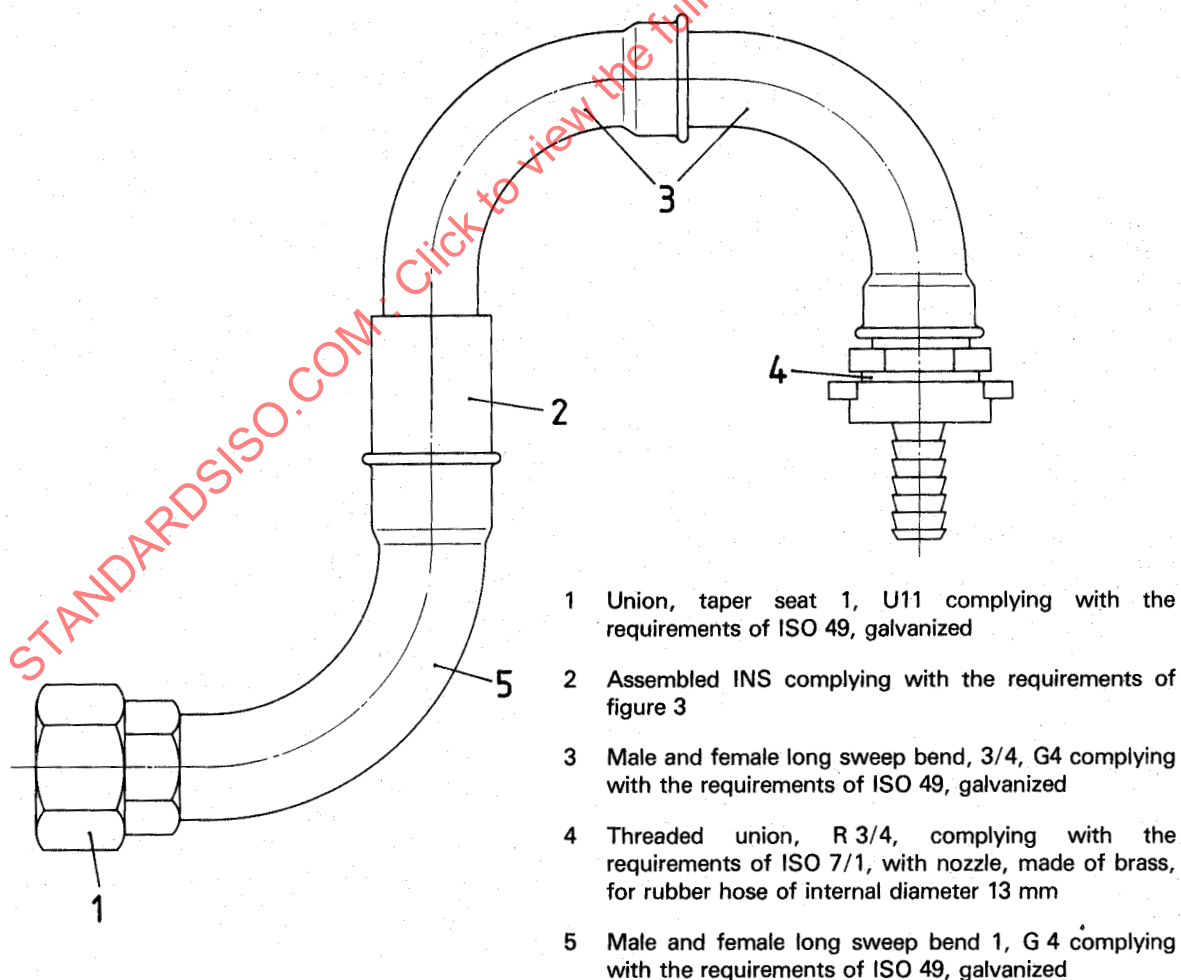 STANDARDSISO.COM : Click to view the full
3
2
4
5
1
1 Union, taper seat 1, U11 complying with the
requirements of ISO 49, galvanized
2 Assembled INS complying with the requirements of
figure 3
3 Male and female long sweep bend, 3/4, G4 complying
with the requirements of ISO 49, galvanized
4 Threaded union, R 3/4, complying with the
requirements of ISO 7/1, with nozzle, made of brass,
for rubber hose of internal diameter 13 mm
5 Male and female long sweep bend 1, G 4 complying
with the requirements of ISO 49, galvanized